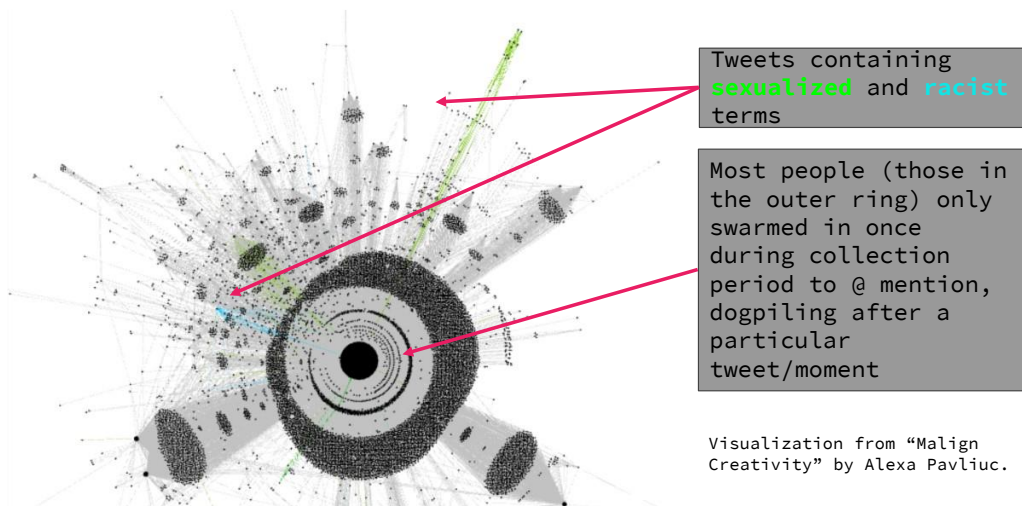 Tweets containing
sexualized and racist
terms
Most people (those in
the outer ring) only
swarmed in once
during collection
period to @ mention,
dogpiling after a
particular
tweet/moment
Visualization from “Malign
Creativity” by Alexa Pavliuc.